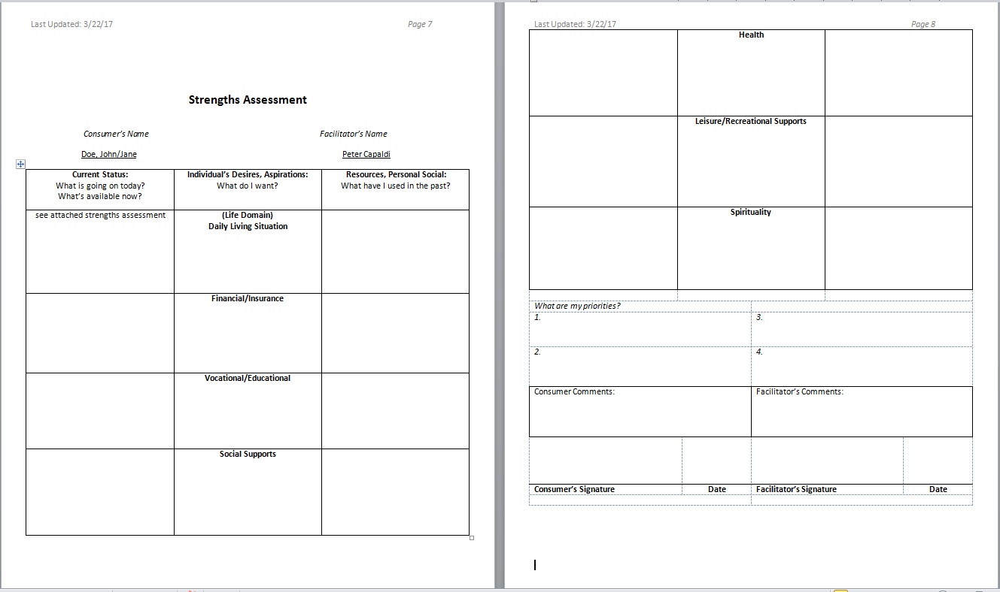 Last Updated: 3/22/17 Page 7
Strengths Assessment
Consumer's Name Facilitator's Name
Doe, John/Jane Peter Capaldi
Current Status: Individual's Desires, Aspirations: Resources, Personal Social:
What is going on today? What do I want? What have I used in the past?
What's available now?
see attached strengths assessment (Life Domain)
Daily Living Situation
Financial/Insurance
Vocational/Educational
Social Supports
Last Updated: 3/22/17 Page 8
Health
Leisure/Recreational Supports
Spirituality
What are my priorities?
1. 3.
2. 4.
Consumer Comments: Facilitator's Comments:
Consumer's Signature Date Facilitator's Signature Date